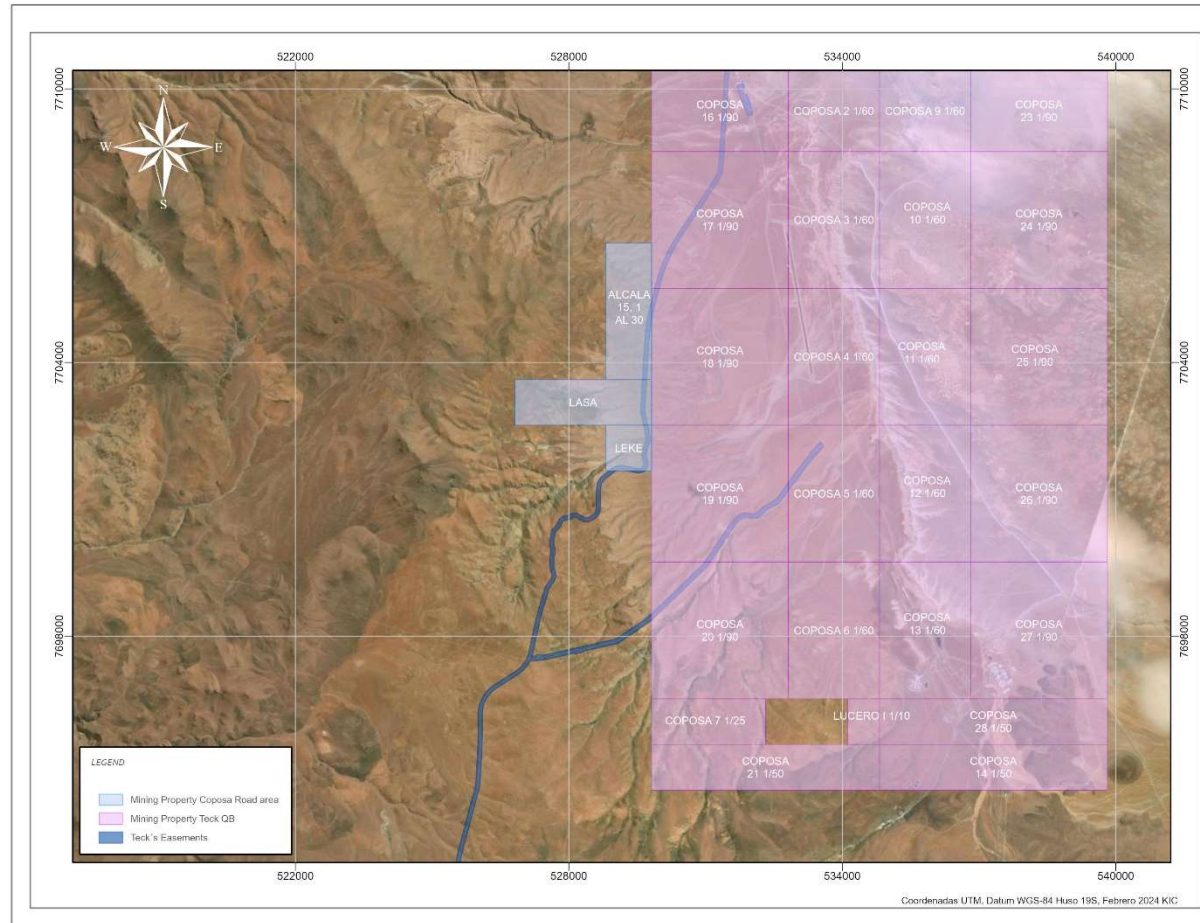 522000
528000
534000
540000
7710000
7710000
N
W
E
S
COPOSA
16 1/90
COPOSA 2 1/60
COPOSA 9 1/60
COPOSA
23 1/90
COPOSA
17 1/90
COPOSA 3 1/60
COPOSA
10 1/60
COPOSA
24 1/90
ALCALA
15, 1
AL 30
7704000
7704000
COPOSA
18 1/90
COPOSA 4 1/60
COPOSA
11 1/60
COPOSA
25 1/90
LASA
LEKE
COPOSA
19 1/90
COPOSA 5 1/60
COPOSA
12 1/60
COPOSA
26 1/90
7698000
7698000
COPOSA
20 1/90
COPOSA 6 1/60
COPOSA
13 1/60
COPOSA
27 1/90
COPOSA 7 1/25
LUCERO I 1/10
COPOSA
28 1/50
COPOSA
21 1/50
COPOSA
14 1/50
LEGEND
Mining Property Coposa Road area
Mining Property Teck QB
Teck´s Easements
522000
528000
534000
540000
Coordenadas UTM, Datum WGS-84 Huso 19S, Febrero 2024 KIC